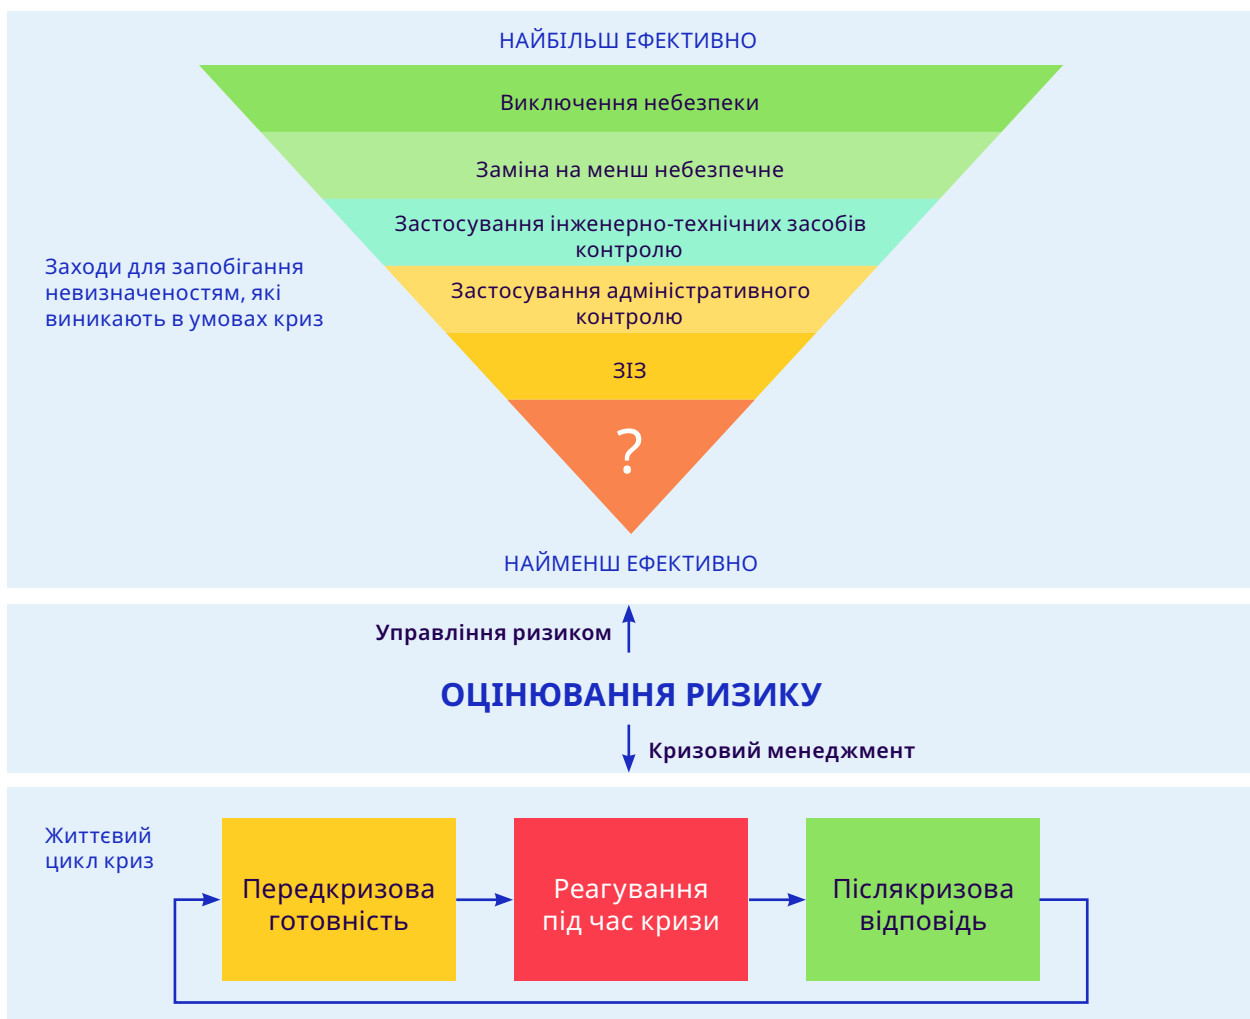 НАЙБІЛЬШ ЕФЕКТИВНО
Виключення небезпеки
Заміна на менш небезпечне
Застосування інженерно-технічних засобів
контролю
Заходи для запобігання
невизначеностям, які
виникають в умовах криз
Застосування адміністративного
контролю
ЗІЗ
?
НАЙМЕНШ ЕФЕКТИВНО
Управління ризиком
ОЦІНЮВАННЯ РИЗИКУ
Кризовий менеджмент
Життєвий
цикл криз
Передкризова
готовність
Реагування
під час кризи
Післякризова
відповідь